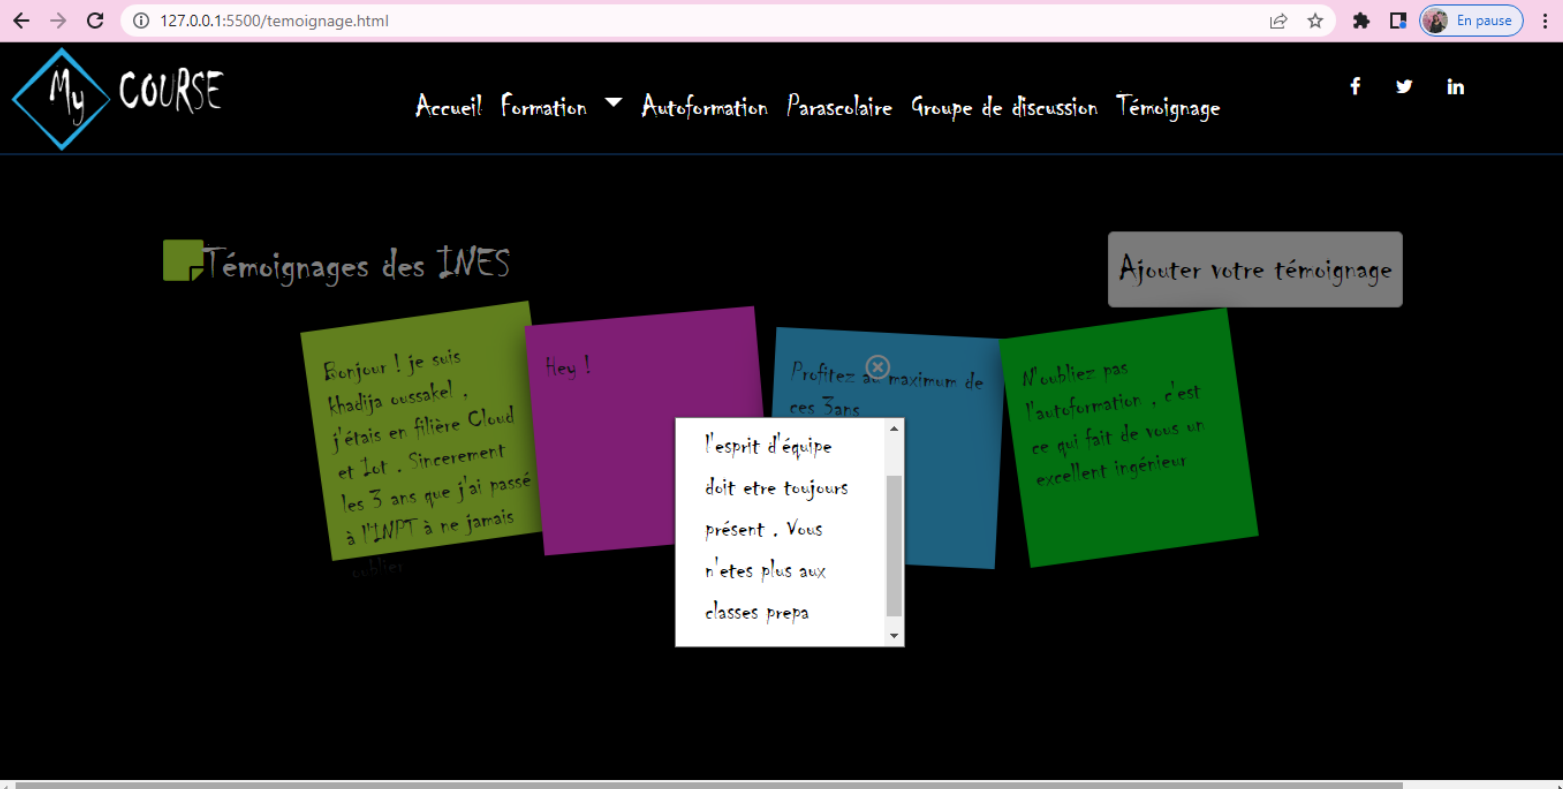 127.0.0.1:5500/temoignage.html
En pause
My COURSE
Accueil Formation Autoformation Parascolaire Groupe de discussion Témoignage
Témoignages des INES
Ajouter votre témoignage
Bonjour ! je suis
khadija oussakel ,
j'étais en filière Cloud
et Iot . Sincerement
les 3 ans que j'ai passé
à l'INPT à ne jamais
oublier
Hey !
Profitez au maximum de
ces 3ans
l'esprit d'équipe
doit etre toujours
présent . Vous
n'etes plus aux
classes prepa
N'oubliez pas
l'autoformation , c'est
ce qui fait de vous un
excellent ingénieur